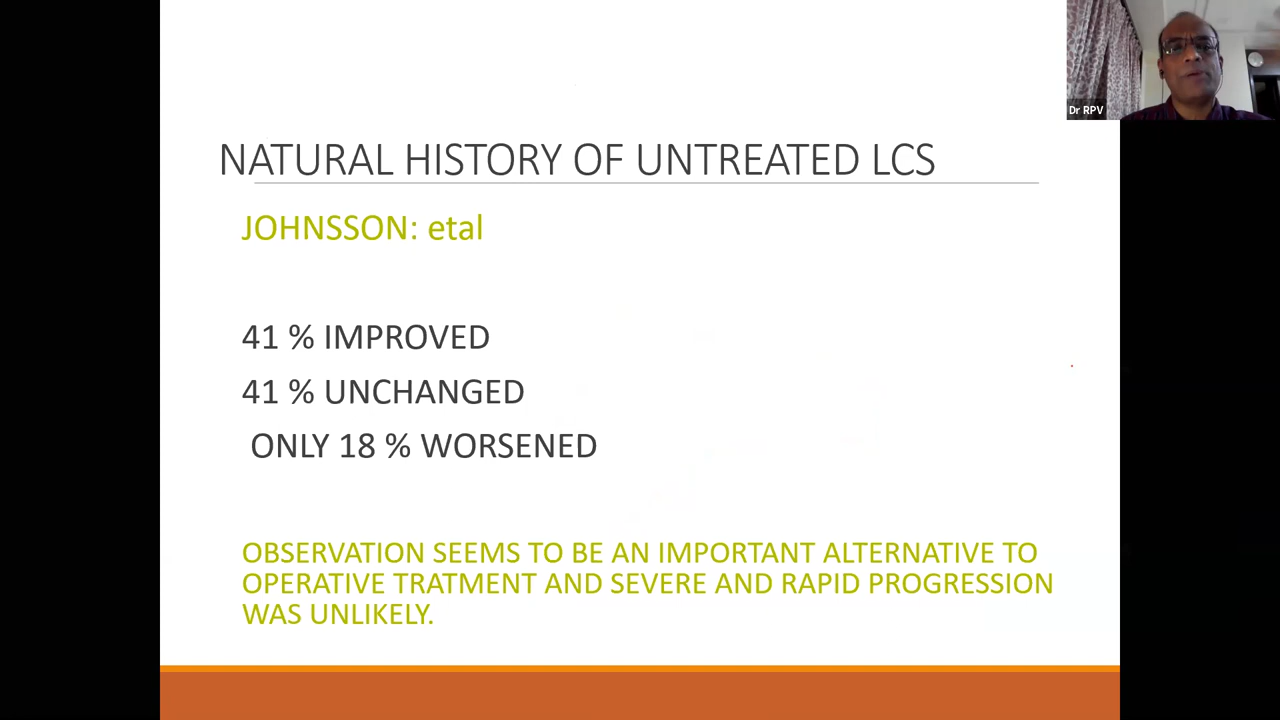 Dr RPV
NATURAL HISTORY OF UNTREATED LCS
JOHNSSON: etal
41 % IMPROVED
41 % UNCHANGED
ONLY 18 % WORSENED
OBSERVATION SEEMS TO BE AN IMPORTANT ALTERNATIVE TO
OPERATIVE TRATMENT AND SEVERE AND RAPID PROGRESSION
WAS UNLIKELY.